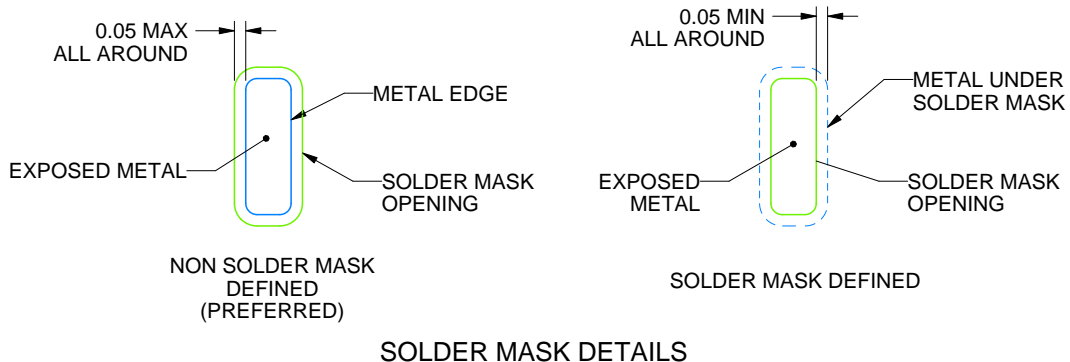 0.05 MAX
ALL AROUND
METAL EDGE
EXPOSED METAL
SOLDER MASK
OPENING
NON SOLDER MASK
DEFINED
(PREFERRED)
0.05 MIN
ALL AROUND
METAL UNDER
SOLDER MASK
EXPOSED
METAL
SOLDER MASK
OPENING
SOLDER MASK DEFINED
SOLDER MASK DETAILS